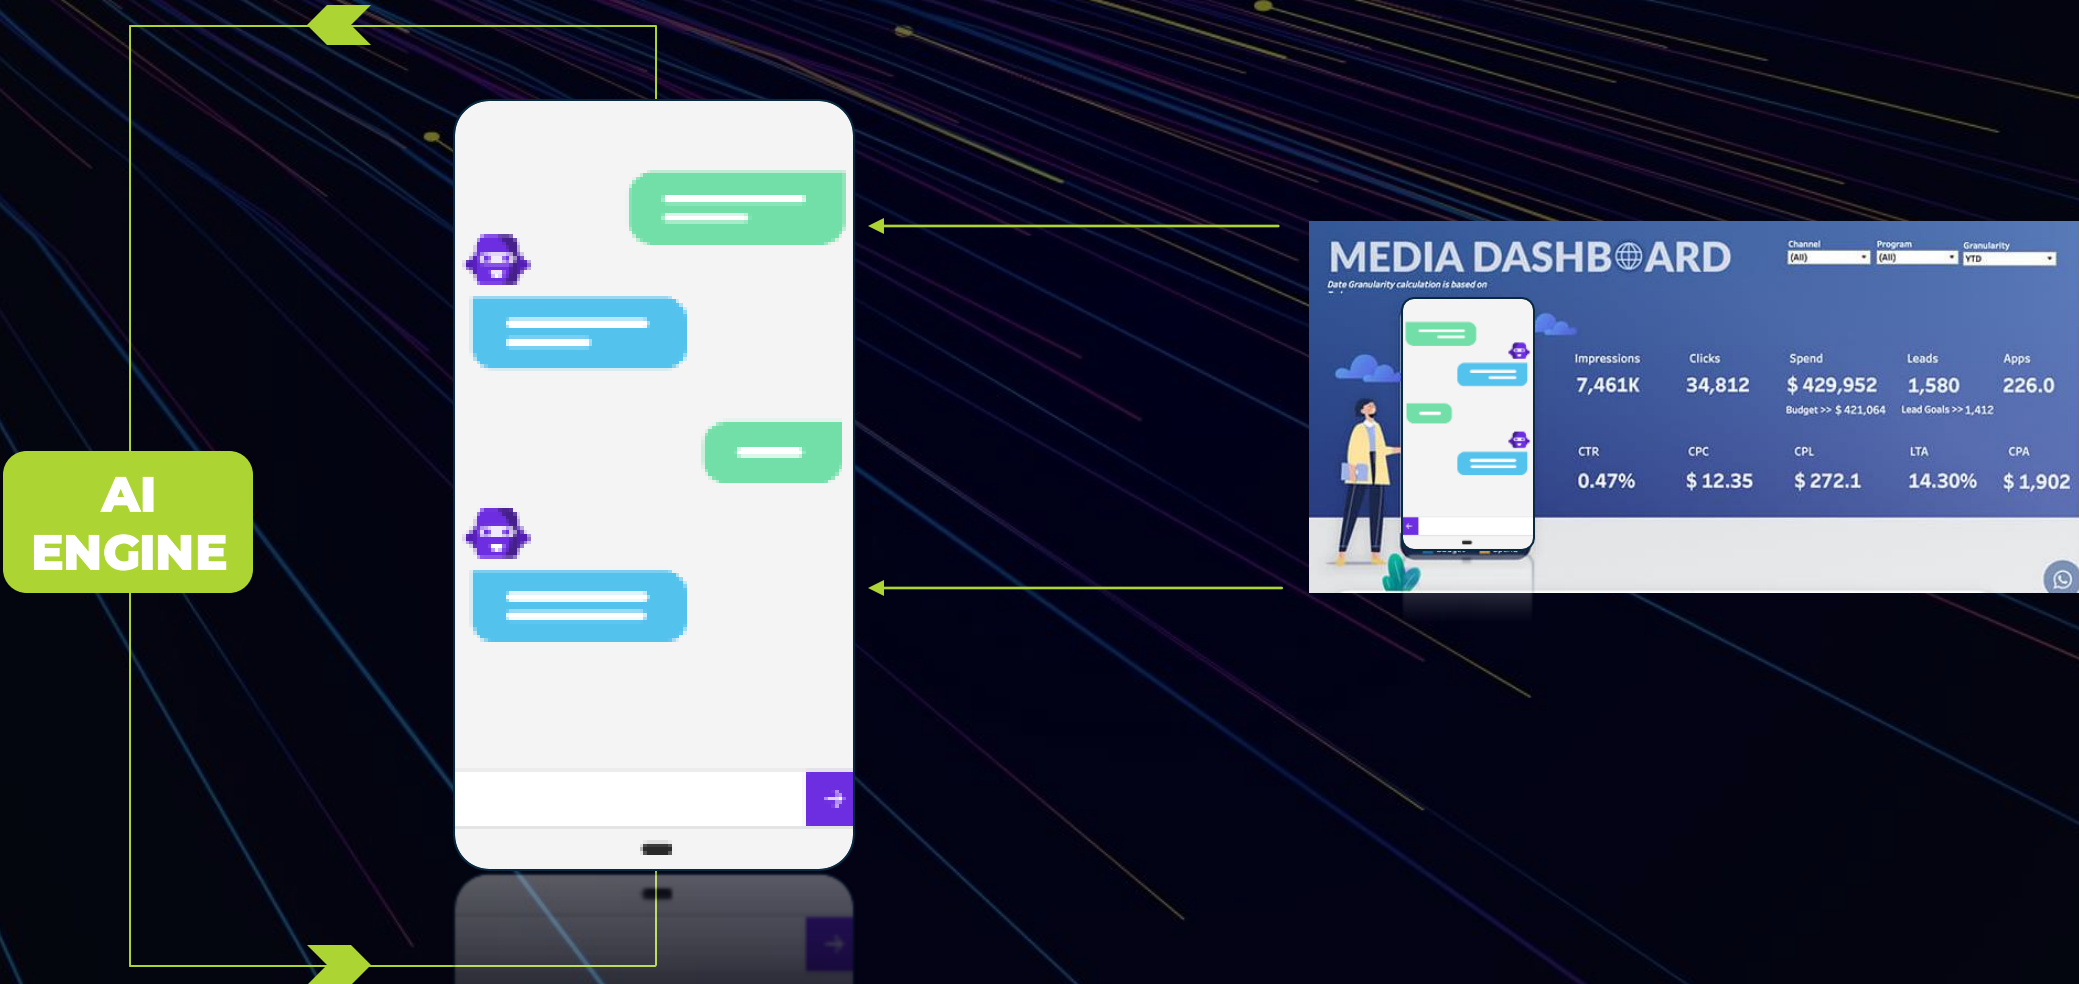 AI
ENGINE
MEDIA DASHBOARD
Date Granularity calculation is based on
Channel Program Granularity
(All) (All) YTD
Impressions Clicks Spend Leads Apps
7,461K 34,812 $ 429,952 1,580 226.0
Budget >> $ 421,064 Lead Goals >> 1,412
CTR CPC CPL LTA CPA
0.47% $ 12.35 $ 272.1 14.30% $ 1,902